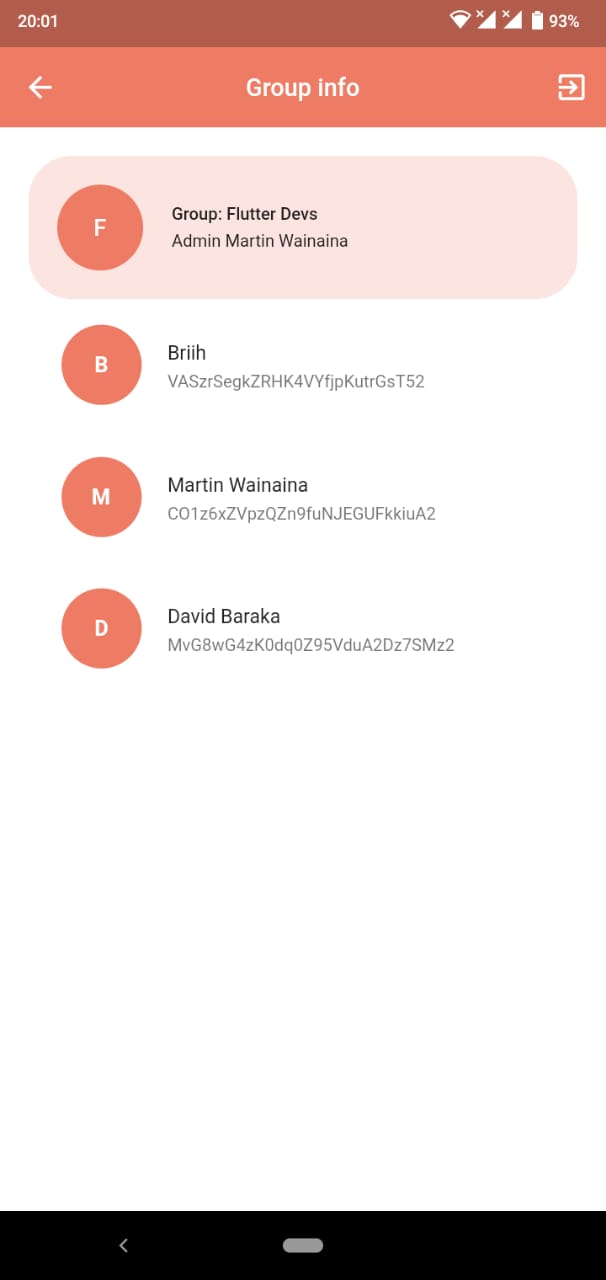 20:01
93%
Group info
F
Group: Flutter Devs
Admin Martin Wainaina
B
Briih
VASzrSegkZRHK4VYfjpKutrGsT52
M
Martin Wainaina
CO1z6xZVpzQZn9fuNJEGUFkkiuA2
D
David Baraka
MvG8wG4zK0dq0Z95VduA2Dz7SMz2